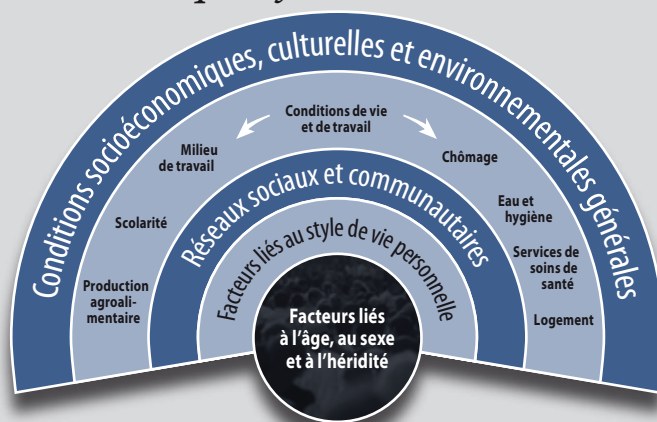 Conditions socioéconomiques, culturelles et environnementales générales
Conditions de vie
et de travail
Milieu
de travail
Chômage
Scolarité
Eau et
hygiène
Production
agroali-
mentaire
Services de
soins de
santé
Logement
Réseaux sociaux et communautaires
Facteurs liés au style de vie personnelle
Facteurs liés
à l'âge, au sexe
et à l'héridité